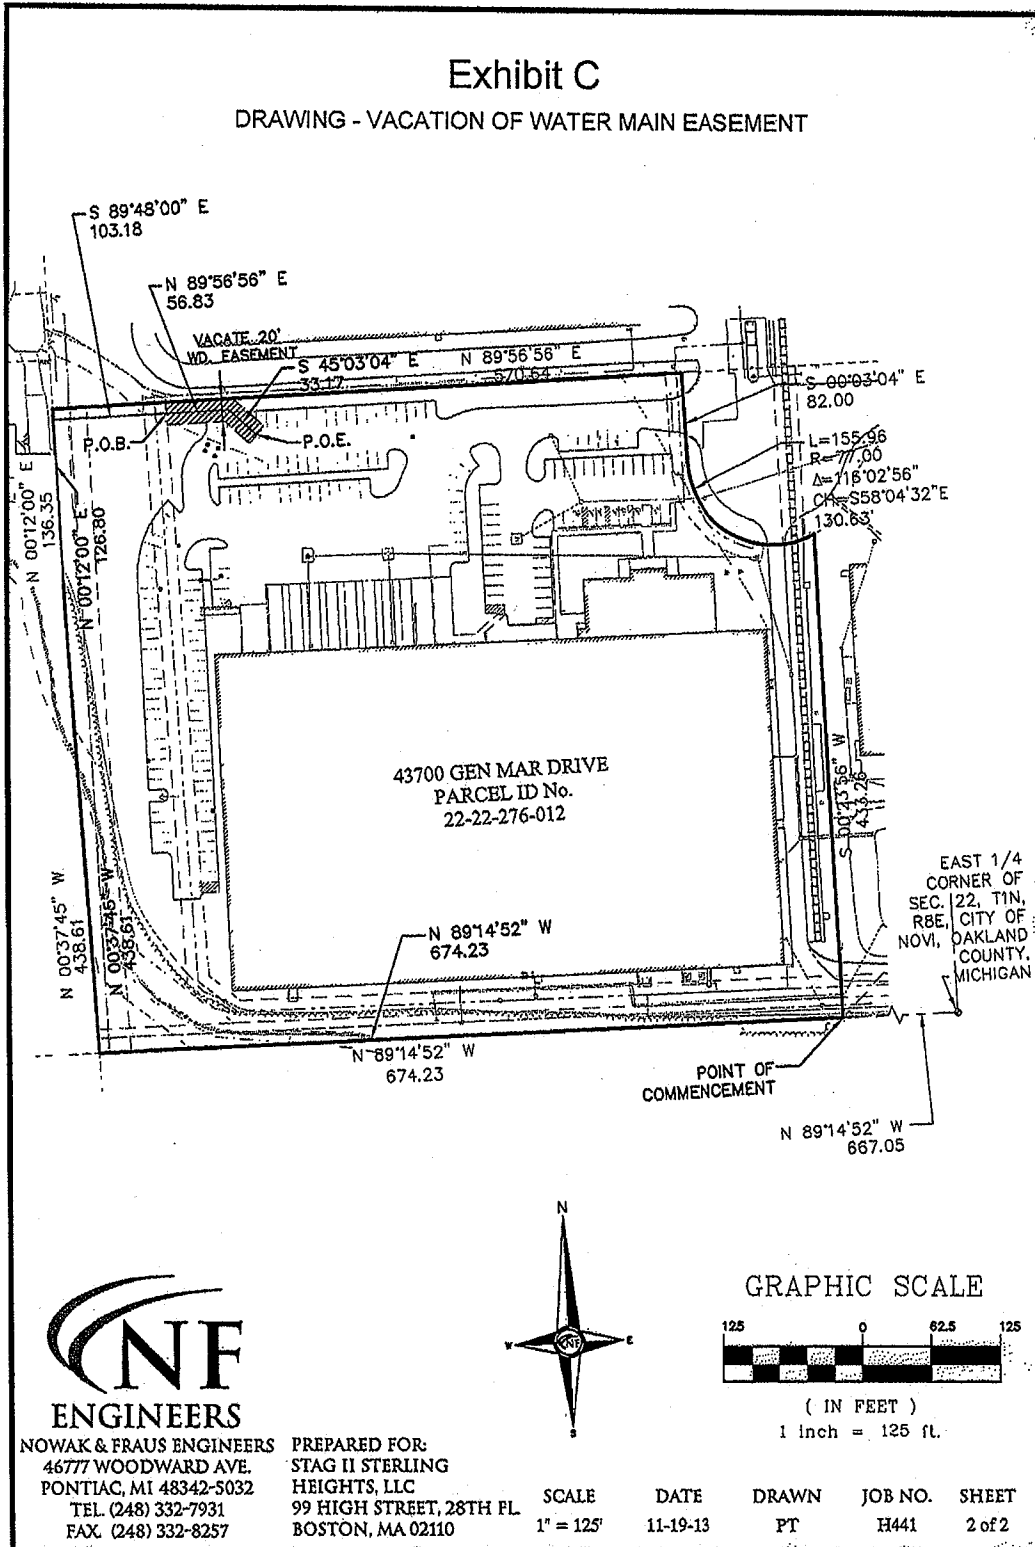 Exhibit C
DRAWING - VACATION OF WATER MAIN EASEMENT
S 89°48'00" E
103.18
N 89°56'56" E
56.83
VACATE 20'
WD. EASEMENT
S 45°03'04" E
33.17
N 89°56'56" E
570.64
S 00°03'04" E
82.00
P.O.B.
P.O.E.
L=155.96
R=77.00
Δ=116°02'56"
CH=S58°04'32"E
130.63'
N 00°12'00" E
136.35
N 00°12'00" E
126.80
43700 GEN MAR DRIVE
PARCEL ID No.
22-22-276-012
S 00°23'56" W
433.26
N 00°37'45" W
438.61
N 00°37'45" W
438.61
N 89°14'52" W
674.23
EAST 1/4
CORNER OF
SEC. 22, T1N,
R8E, CITY OF
NOVI, OAKLAND
COUNTY,
MICHIGAN
N 89°14'52" W
674.23
POINT OF
COMMENCEMENT
N 89°14'52" W
667.05
N
W
E
S
NF
GRAPHIC SCALE
125 0 62.5 125
( IN FEET )
1 inch = 125 ft.
NF
ENGINEERS
NOWAK & FRAUS ENGINEERS
46777 WOODWARD AVE.
PONTIAC, MI 48342-5032
TEL. (248) 332-7931
FAX. (248) 332-8257
PREPARED FOR:
STAG II STERLING
HEIGHTS, LLC
99 HIGH STREET, 28TH FL.
BOSTON, MA 02110
SCALE DATE DRAWN JOB NO. SHEET
1" = 125' 11-19-13 PT H441 2 of 2